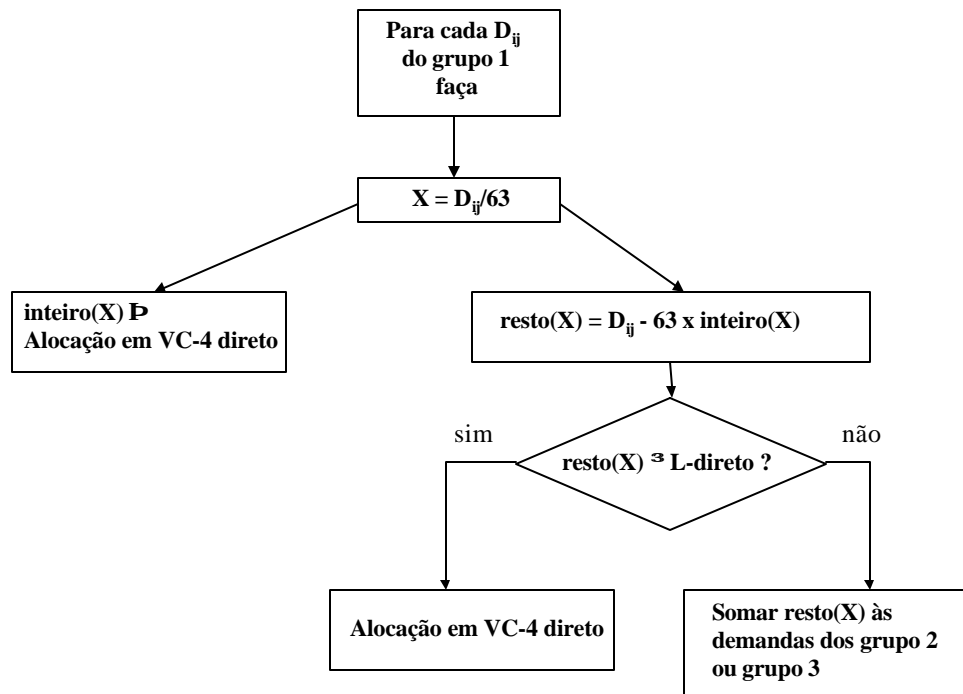 Para cada Dij
do grupo 1
faça
X = Dij/63
inteiro(X) Þ
Alocação em VC-4 direto
resto(X) = Dij - 63 x inteiro(X)
sim
não
resto(X) ³ L-direto ?
Alocação em VC-4 direto
Somar resto(X) às
demandas dos grupo 2
ou grupo 3